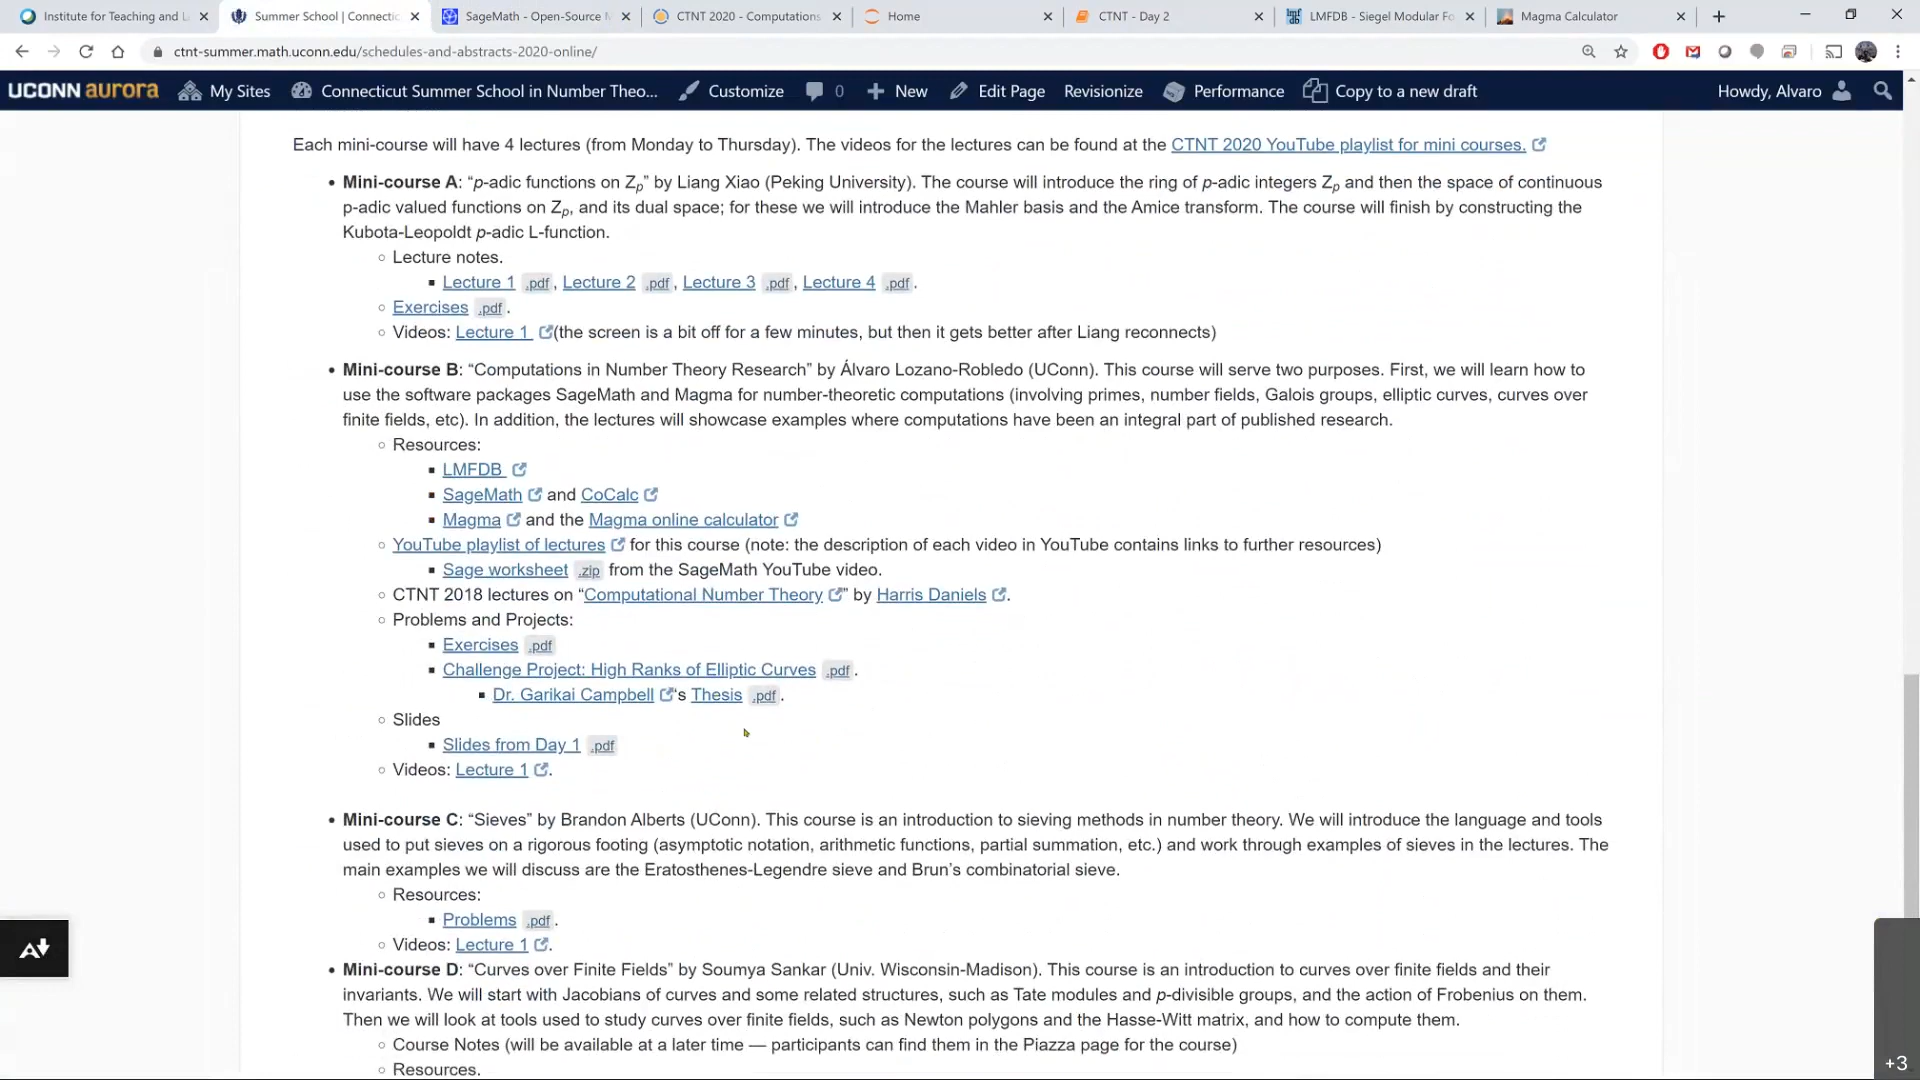 Institute for Teaching and L
Summer School | Connectic
SageMath - Open-Source M
CTNT 2020 - Computations
Home
CTNT - Day 2
LMFDB - Siegel Modular Fo
Magma Calculator
ctnt-summer.math.uconn.edu/schedules-and-abstracts-2020-online/
UCONN aurora My Sites Connecticut Summer School in Number Theo... Customize 0 New Edit Page Revisionize Performance Copy to a new draft Howdy, Alvaro
Each mini-course will have 4 lectures (from Monday to Thursday). The videos for the lectures can be found at the CTNT 2020 YouTube playlist for mini courses.
• Mini-course A: “p-adic functions on Zp” by Liang Xiao (Peking University). The course will introduce the ring of p-adic integers Zp and then the space of continuous
p-adic valued functions on Zp, and its dual space; for these we will introduce the Mahler basis and the Amice transform. The course will finish by constructing the
Kubota-Leopoldt p-adic L-function.
○ Lecture notes.
▪ Lecture 1 .pdf , Lecture 2 .pdf , Lecture 3 .pdf , Lecture 4 .pdf .
○ Exercises .pdf .
○ Videos: Lecture 1 (the screen is a bit off for a few minutes, but then it gets better after Liang reconnects)
• Mini-course B: “Computations in Number Theory Research” by Álvaro Lozano-Robledo (UConn). This course will serve two purposes. First, we will learn how to
use the software packages SageMath and Magma for number-theoretic computations (involving primes, number fields, Galois groups, elliptic curves, curves over
finite fields, etc). In addition, the lectures will showcase examples where computations have been an integral part of published research.
○ Resources:
▪ LMFDB
▪ SageMath and CoCalc
▪ Magma and the Magma online calculator
○ YouTube playlist of lectures for this course (note: the description of each video in YouTube contains links to further resources)
▪ Sage worksheet .zip from the SageMath YouTube video.
○ CTNT 2018 lectures on “Computational Number Theory” by Harris Daniels .
○ Problems and Projects:
▪ Exercises .pdf
▪ Challenge Project: High Ranks of Elliptic Curves .pdf .
▪ Dr. Garikai Campbell ‘s Thesis .pdf .
○ Slides
▪ Slides from Day 1 .pdf
○ Videos: Lecture 1 .
• Mini-course C: “Sieves” by Brandon Alberts (UConn). This course is an introduction to sieving methods in number theory. We will introduce the language and tools
used to put sieves on a rigorous footing (asymptotic notation, arithmetic functions, partial summation, etc.) and work through examples of sieves in the lectures. The
main examples we will discuss are the Eratosthenes-Legendre sieve and Brun’s combinatorial sieve.
○ Resources:
▪ Problems .pdf .
○ Videos: Lecture 1 .
• Mini-course D: “Curves over Finite Fields” by Soumya Sankar (Univ. Wisconsin-Madison). This course is an introduction to curves over finite fields and their
invariants. We will start with Jacobians of curves and some related structures, such as Tate modules and p-divisible groups, and the action of Frobenius on them.
Then we will look at tools used to study curves over finite fields, such as Newton polygons and the Hasse-Witt matrix, and how to compute them.
○ Course Notes (will be available at a later time — participants can find them in the Piazza page for the course)
○ Resources.
+3